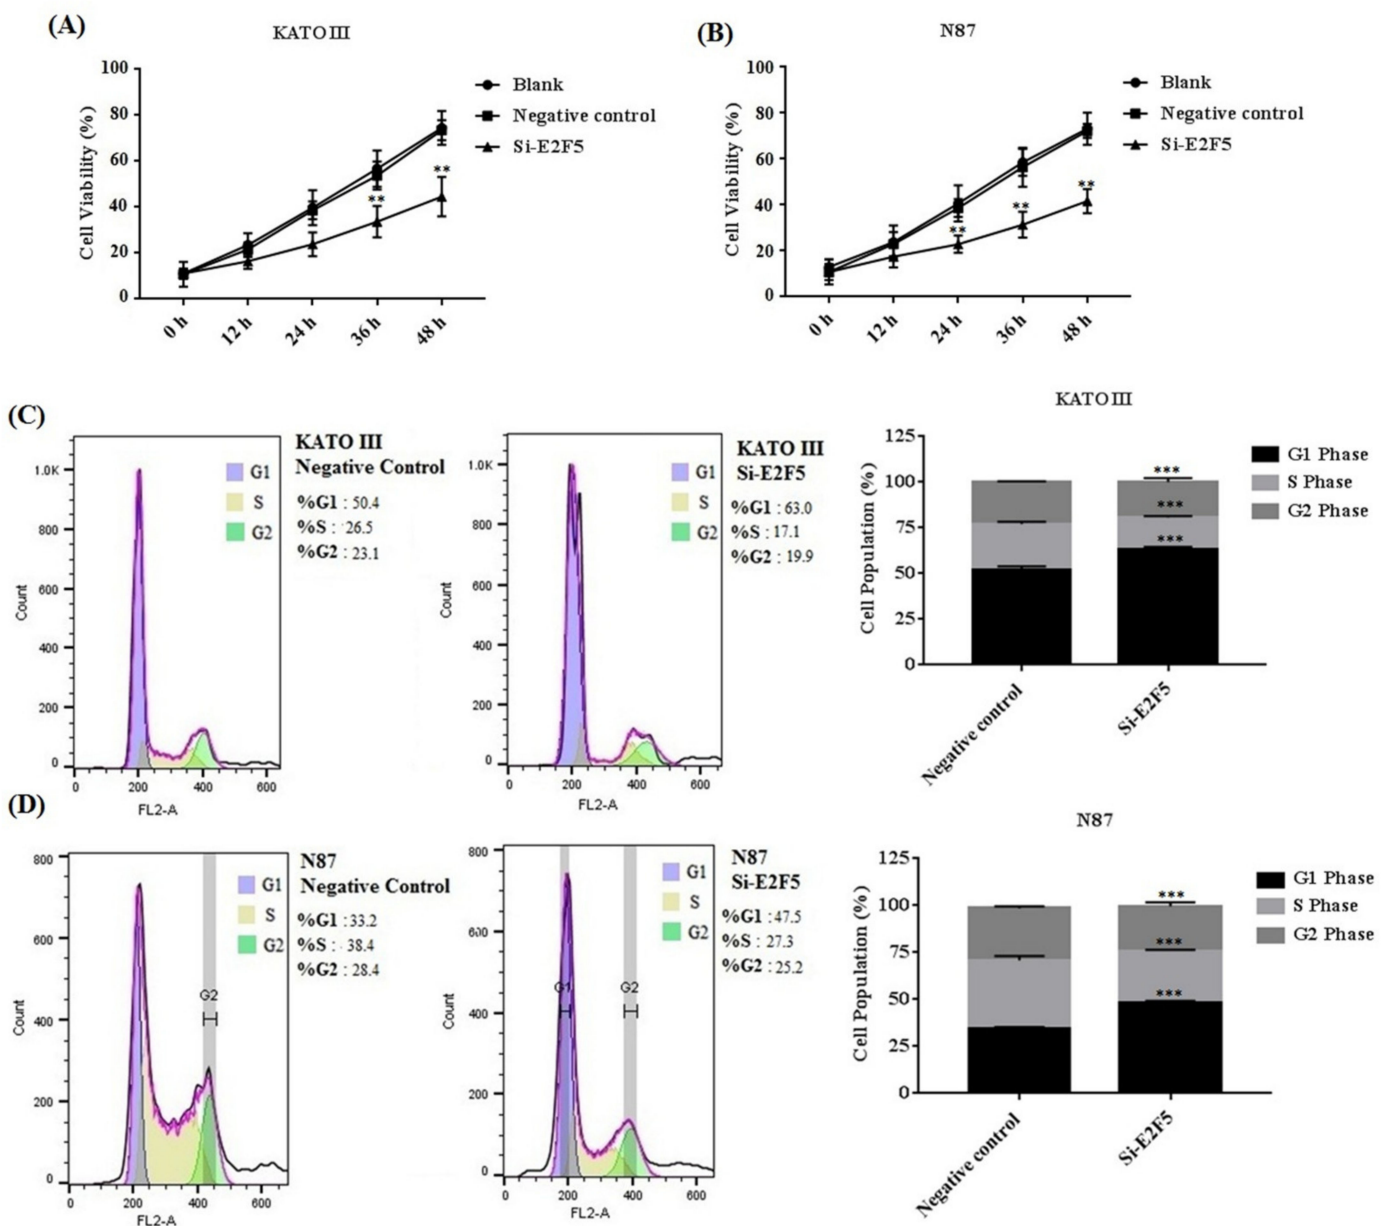 (A)
KATO III
100
80
60
40
20
0
Cell Viability (%)
Blank
Negative control
Si-E2F5
**
**
0 h
12 h
24 h
36 h
48 h
(B)
N87
100
80
60
40
20
0
Cell Viability (%)
Blank
Negative control
Si-E2F5
**
**
**
0 h
12 h
24 h
36 h
48 h
(C)
KATO III
Negative Control
G1
S
G2
%G1 : 50.4
%S : 26.5
%G2 : 23.1
1.0K
800
600
400
200
0
Count
0
200
400
600
FL2-A
KATO III
Si-E2F5
G1
S
G2
%G1 : 63.0
%S : 17.1
%G2 : 19.9
1.0K
800
600
400
200
0
Count
0
200
400
600
FL2-A
KATO III
125
100
75
50
25
0
Cell Population (%)
***
***
***
G1 Phase
S Phase
G2 Phase
Negative control
Si-E2F5
(D)
N87
Negative Control
G1
S
G2
%G1 : 33.2
%S : 38.4
%G2 : 28.4
G2
800
600
400
200
0
Count
0
200
400
600
FL2-A
N87
Si-E2F5
G1
S
G2
%G1 : 47.5
%S : 27.3
%G2 : 25.2
G1
G2
800
600
400
200
0
Count
0
200
400
600
FL2-A
N87
125
100
75
50
25
0
Cell Population (%)
***
***
***
G1 Phase
S Phase
G2 Phase
Negative control
Si-E2F5